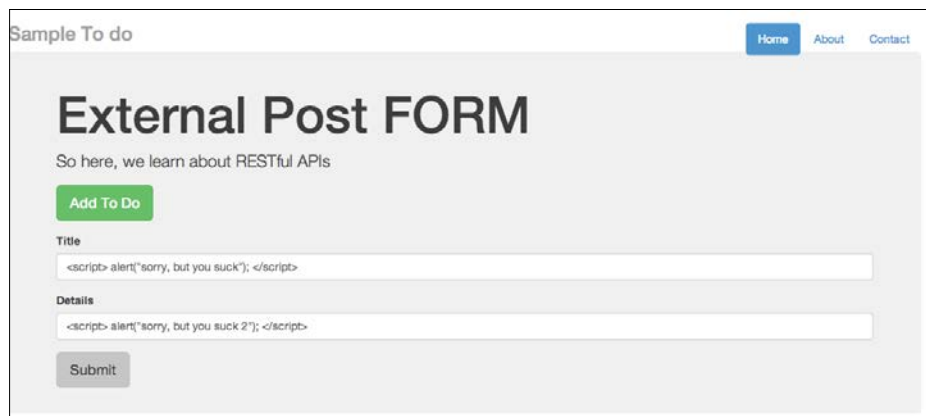 Sample To do
Home About Contact
External Post FORM
So here, we learn about RESTful APIs
Add To Do
Title
<script> alert("sorry, but you suck"); </script>
Details
<script> alert("sorry, but you suck 2"); </script>
Submit